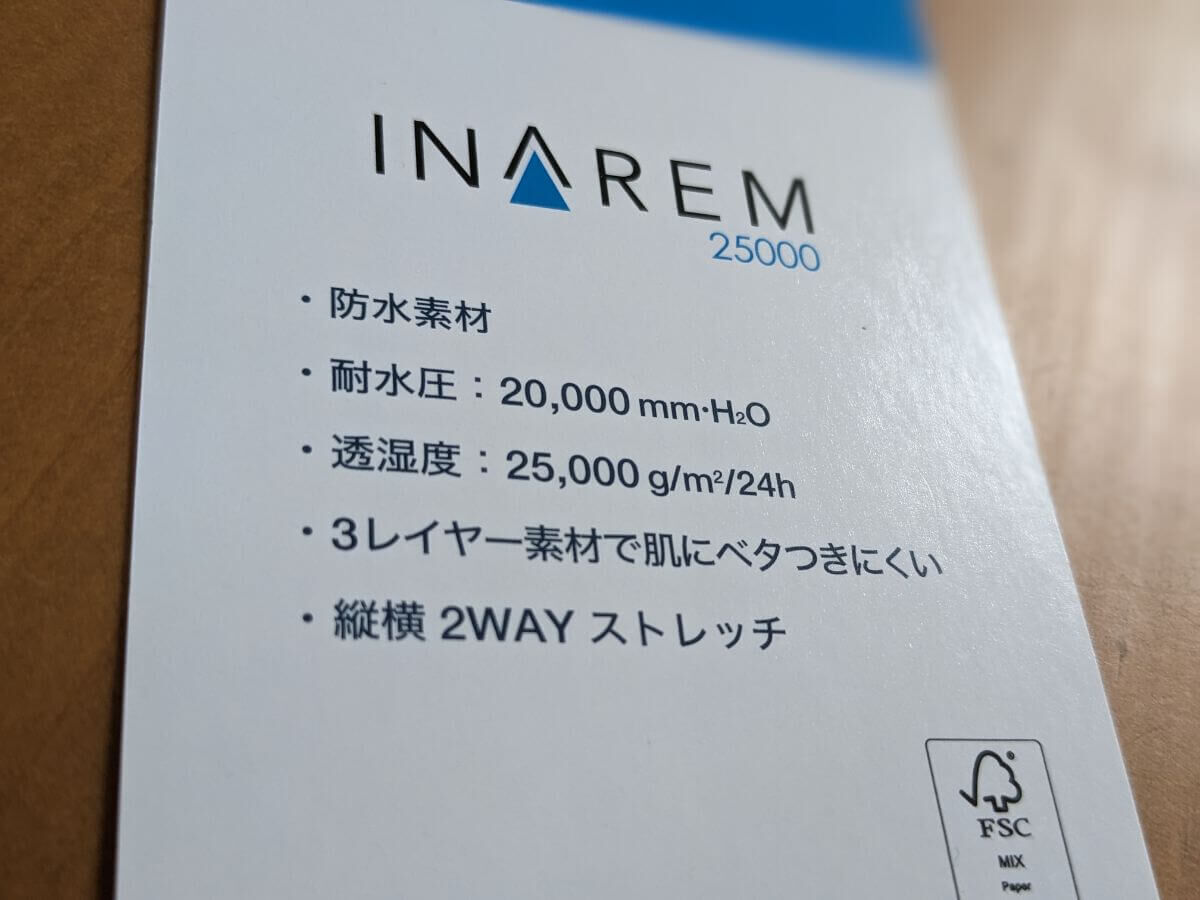 INAREM
25000
・防水素材
・耐水圧：20,000 mm·H₂O
・透湿度：25,000 g/m²/24h
・3レイヤー素材で肌にベタつきにくい
・縦横 2WAY ストレッチ
FSC
MIX
Paper